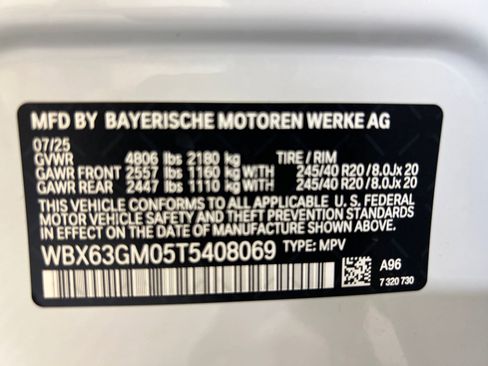 MFD BY BAYERISCHE MOTOREN WERKE AG
07/25
GVWR 4806 lbs 2180 kg TIRE / RIM
GAWR FRONT 2557 lbs 1160 kg WITH 245/40 R20/8.0Jx 20
GAWR REAR 2447 lbs 1110 kg WITH 245/40 R20/8.0Jx 20
THIS VEHICLE CONFORMS TO ALL APPLICABLE U. S. FEDERAL
MOTOR VEHICLE SAFETY AND THEFT PREVENTION STANDARDS
IN EFFECT ON THE DATE OF MANUFACTURE SHOWN ABOVE.
WBX63GM05T5408069 TYPE: MPV
A96
7 320 730